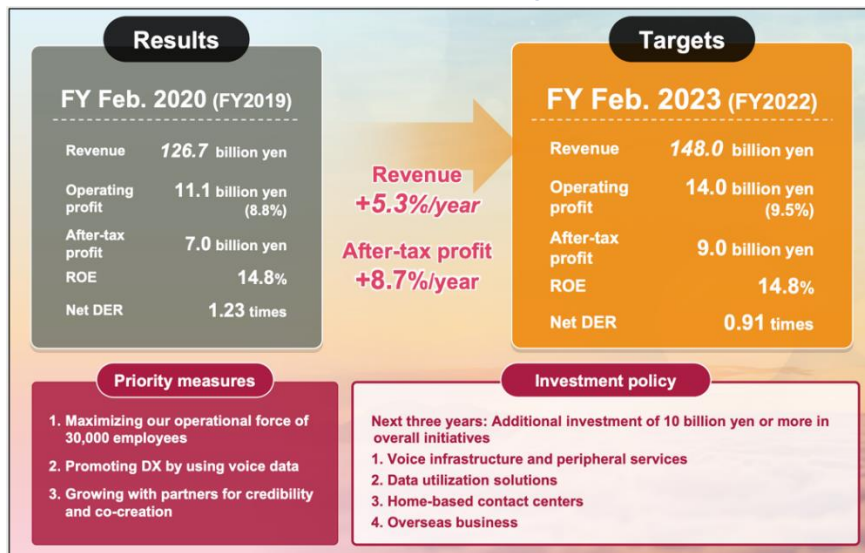 Results
FY Feb. 2020 (FY2019)
Revenue 126.7 billion yen
Operating profit 11.1 billion yen (8.8%)
After-tax profit 7.0 billion yen
ROE 14.8%
Net DER 1.23 times
Revenue
+5.3%/year
After-tax profit
+8.7%/year
Targets
FY Feb. 2023 (FY2022)
Revenue 148.0 billion yen
Operating profit 14.0 billion yen (9.5%)
After-tax profit 9.0 billion yen
ROE 14.8%
Net DER 0.91 times
Priority measures
1. Maximizing our operational force of
30,000 employees
2. Promoting DX by using voice data
3. Growing with partners for credibility
and co-creation
Investment policy
Next three years: Additional investment of 10 billion yen or more in
overall initiatives
1. Voice infrastructure and peripheral services
2. Data utilization solutions
3. Home-based contact centers
4. Overseas business